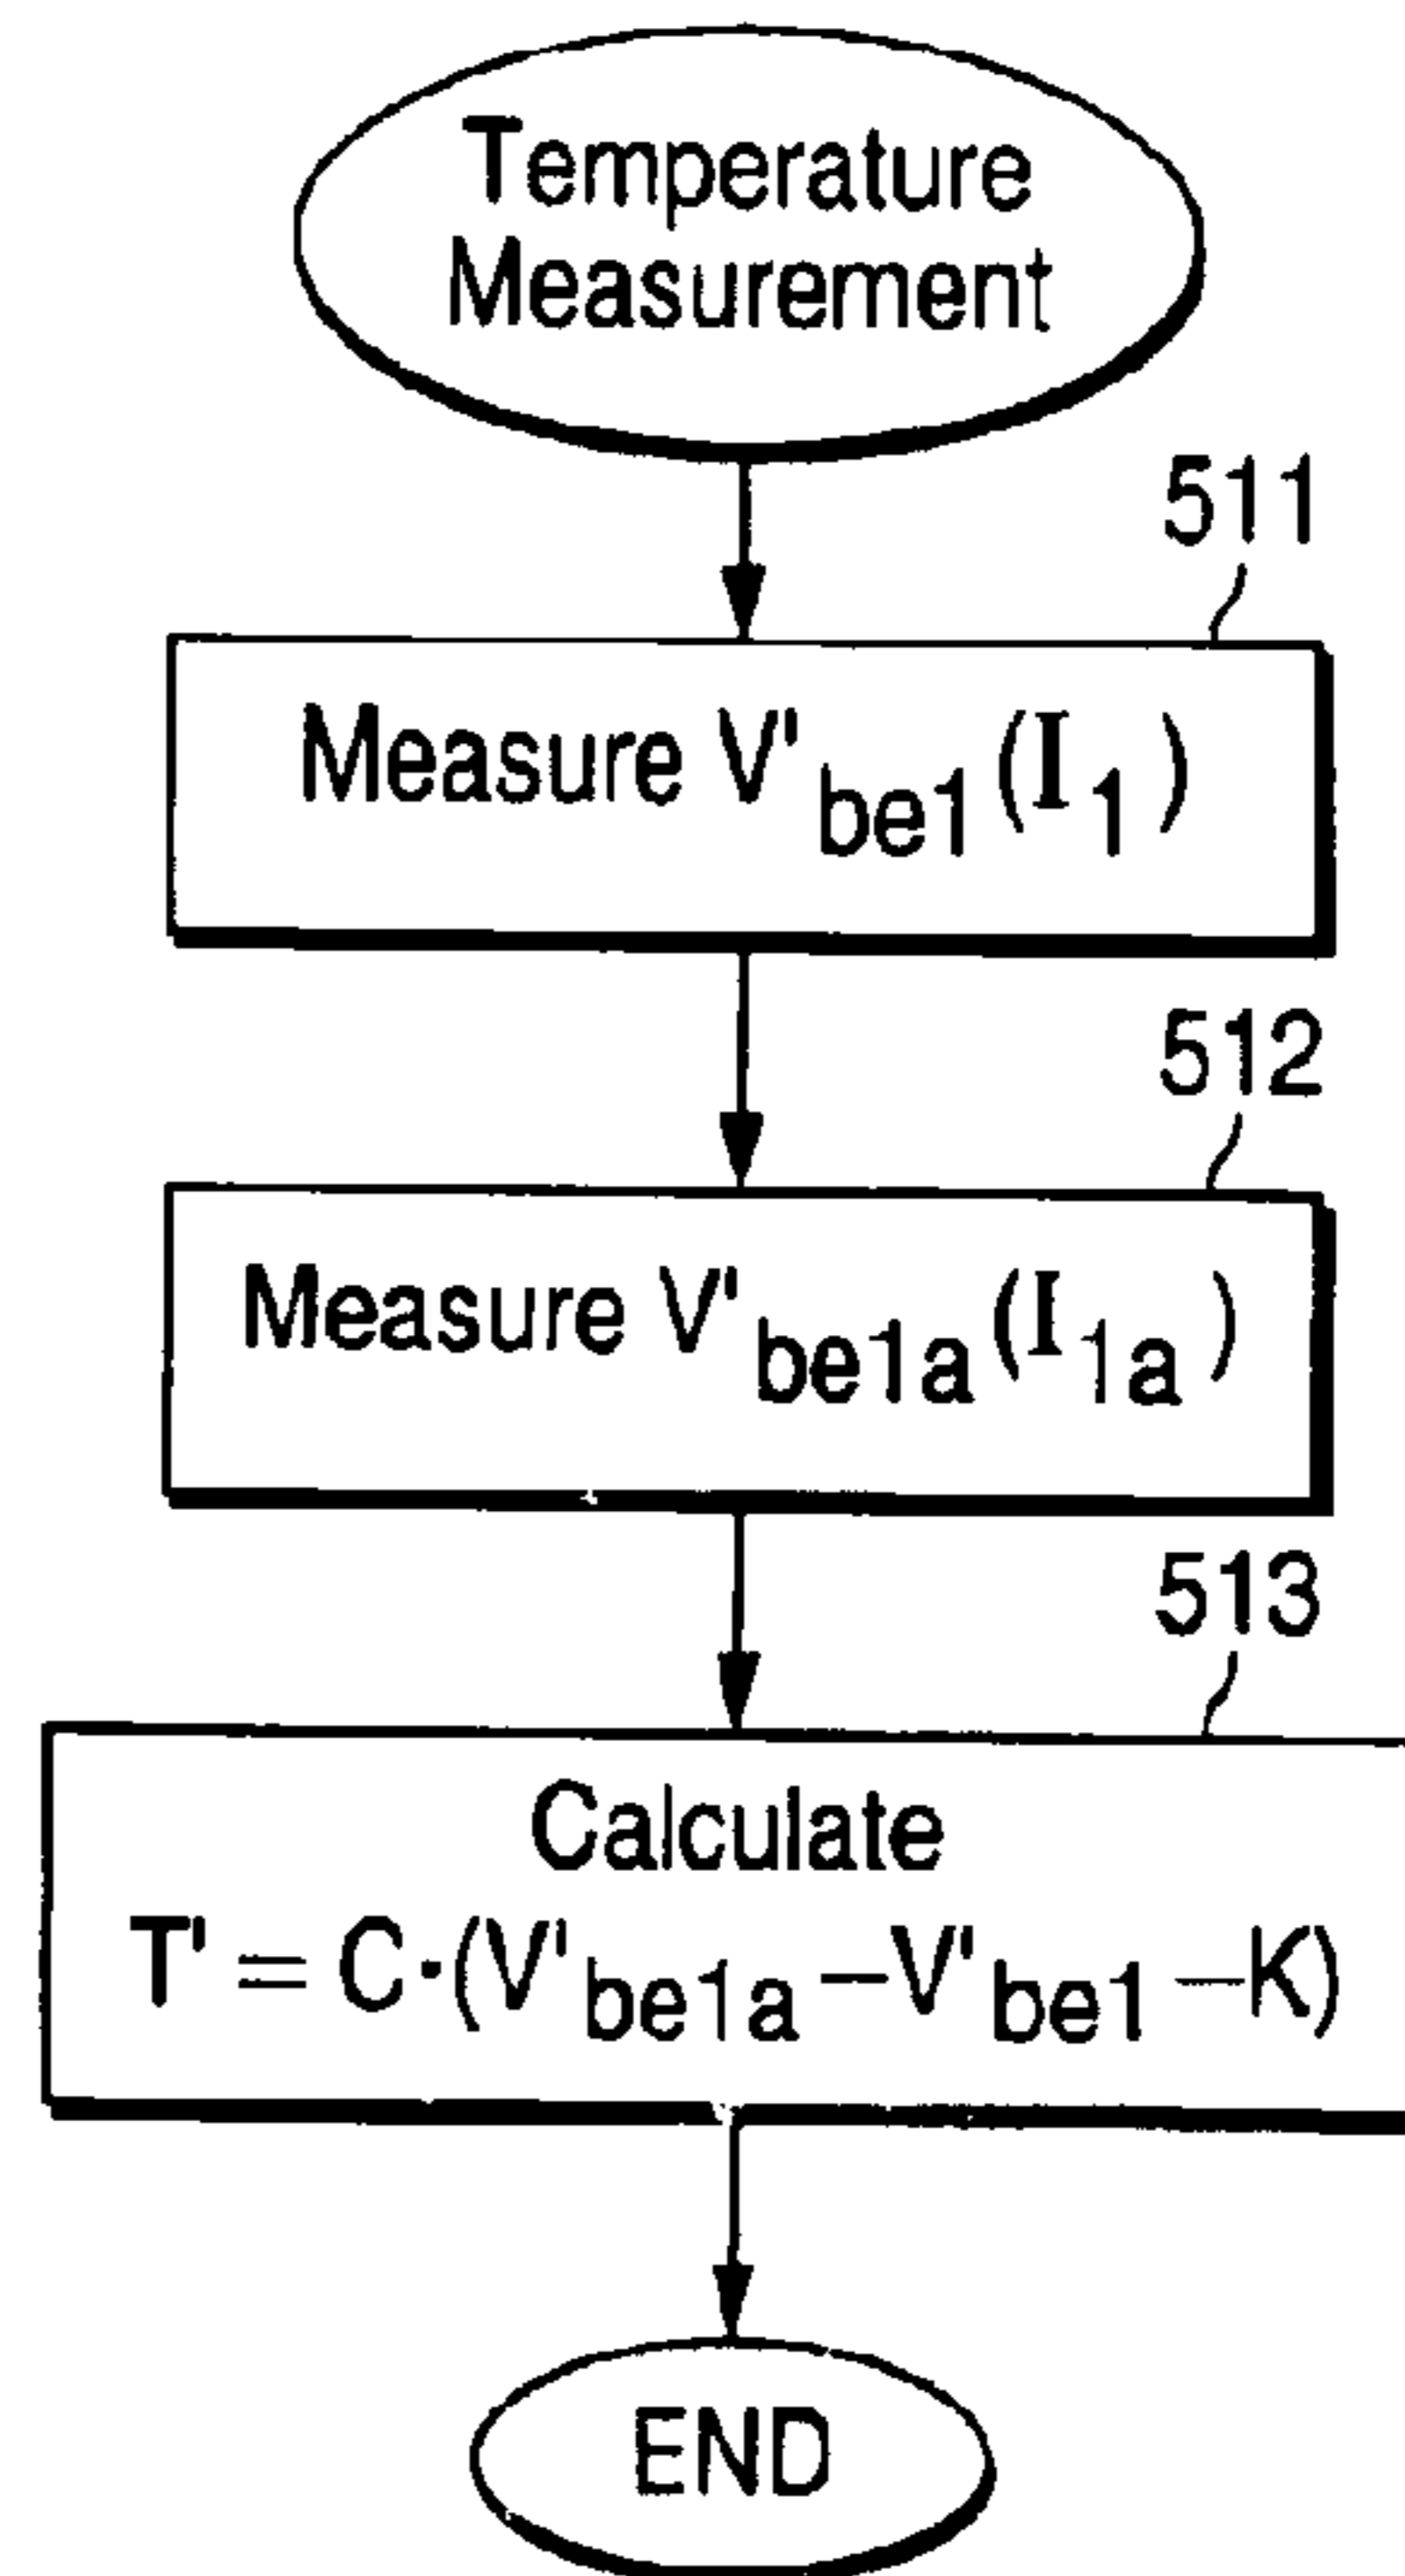 Temperature
Measurement
511
Measure V'be1(I1)
512
Measure V'be1a(I1a)
513
Calculate
T' = C·(V'be1a–V'be1–K)
END